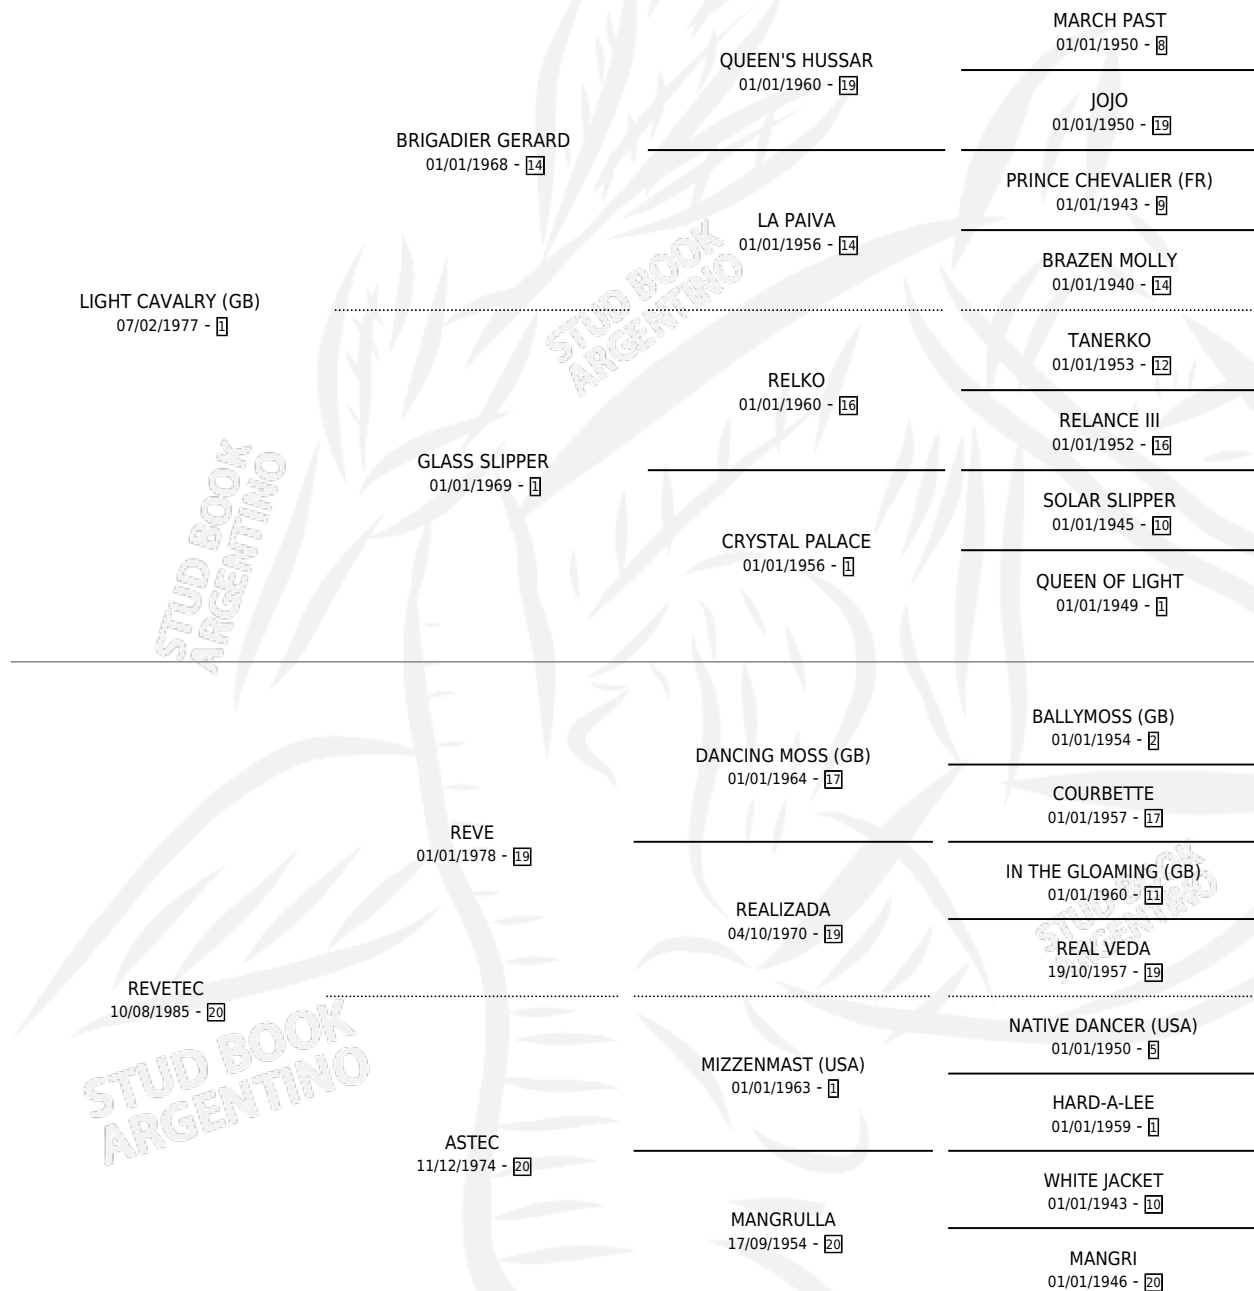 MARCH PAST
01/01/1950 - 8
QUEEN'S HUSSAR
01/01/1960 - 19
JOJO
01/01/1950 - 19
BRIGADIER GERARD
01/01/1968 - 14
PRINCE CHEVALIER (FR)
01/01/1943 - 9
LA PAIVA
01/01/1956 - 14
BRAZEN MOLLY
01/01/1940 - 14
LIGHT CAVALRY (GB)
07/02/1977 - 1
STUD BOOK
ARGENTINO
TANERKO
01/01/1953 - 12
RELKO
01/01/1960 - 16
RELANCE III
01/01/1952 - 16
GLASS SLIPPER
01/01/1969 - 1
SOLAR SLIPPER
01/01/1945 - 10
CRYSTAL PALACE
01/01/1956 - 1
QUEEN OF LIGHT
01/01/1949 - 1
STUD BOOK
ARGENTINO
BALLYMOSS (GB)
01/01/1954 - 2
DANCING MOSS (GB)
01/01/1964 - 17
COURBETTE
01/01/1957 - 17
REVE
01/01/1978 - 19
IN THE GLOAMING (GB)
01/01/1960 - 11
REALIZADA
04/10/1970 - 19
REAL VEDA
19/10/1957 - 19
STUD BOOK
ARGENTINO
REVETEC
10/08/1985 - 20
NATIVE DANCER (USA)
01/01/1950 - 5
MIZZENMAST (USA)
01/01/1963 - 1
HARD-A-LEE
01/01/1959 - 1
STUD BOOK
ARGENTINO
ASTEC
11/12/1974 - 20
WHITE JACKET
01/01/1943 - 10
MANGRULLA
17/09/1954 - 20
MANGRI
01/01/1946 - 20